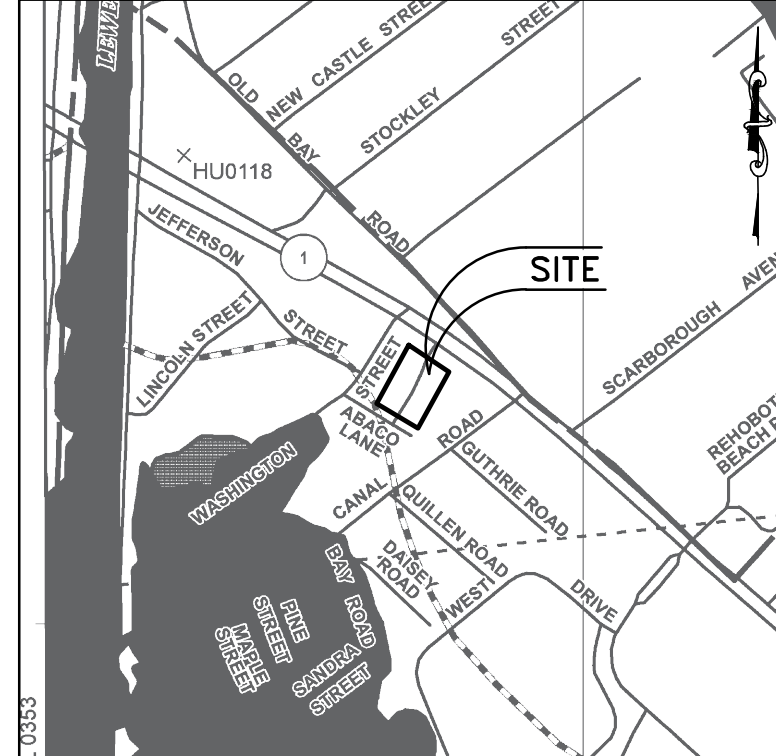 LEWE
NEW CASTLE STREE
STREET
OLD
BAY
ROAD
STOCKLEY
HU0118
JEFFERSON
STREET
1
SITE
AVEN
SCARBOROUGH
LINCOLN STREET
STREET
ABACO
LANE
ROAD
CANAL
REHOBOT
BEACH
WASHINGTON
GUTHRIE ROAD
QUILLEN ROAD
DAISEY
ROAD
WEST
DRIVE
BAY ROAD
PINE
STREET
MAPLE
STREET
SANDRA
STREET
0353